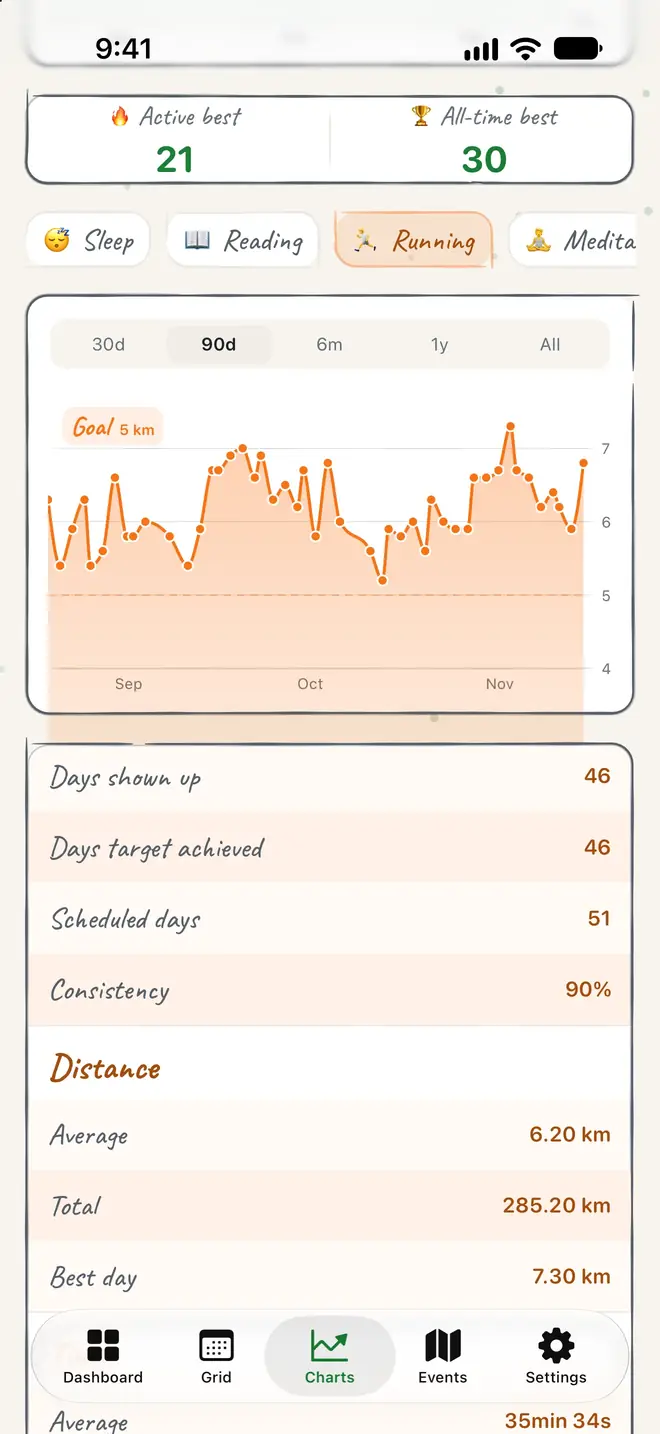 9:41
Active best
All-time best
21
30
Sleep
Reading
Running
Medita
30d
90d
6m
1y
All
Goal 5 km
7
6
5
4
Sep
Oct
Nov
Days shown up
46
Days target achieved
46
Scheduled days
51
Consistency
90%
Distance
Average
6.20 km
Total
285.20 km
Best day
7.30 km
Dashboard
Grid
Charts
Events
Settings
Average
35min 34s